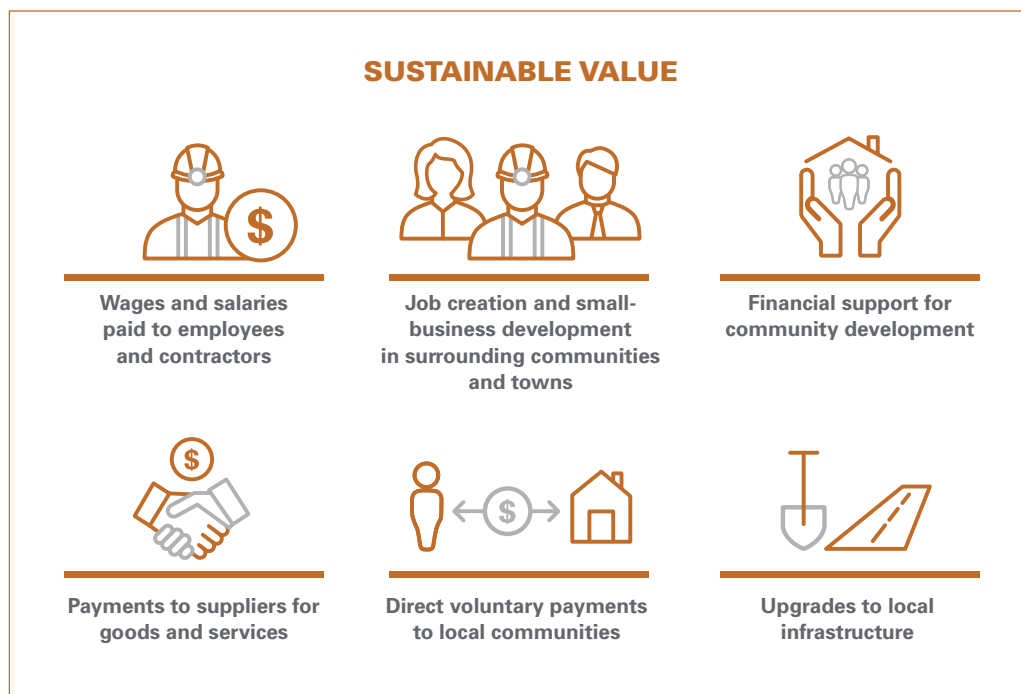 SUSTAINABLE VALUE
$
Wages and salaries
paid to employees
and contractors
Job creation and small-
business development
in surrounding communities
and towns
Financial support for
community development
$
Payments to suppliers for
goods and services
$
Direct voluntary payments
to local communities
Upgrades to local
infrastructure